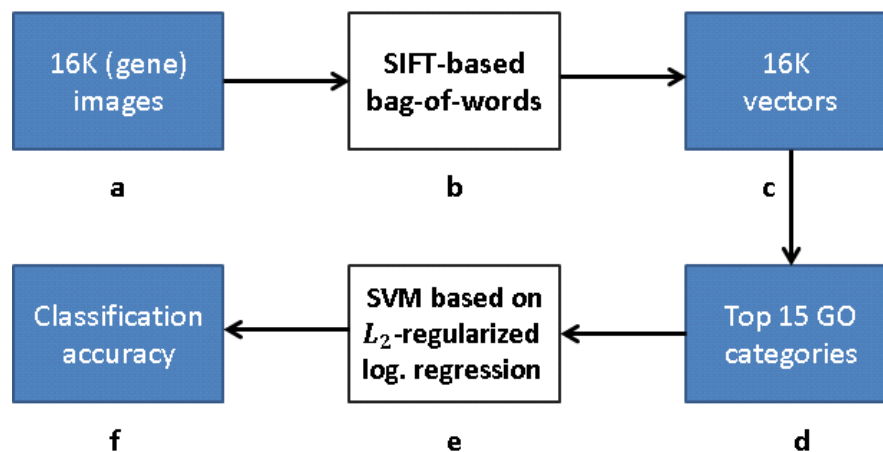 16K (gene)
images
SIFT-based
bag-of-words
16K
vectors
a
b
c
Classification
accuracy
SVM based on
L₂-regularized
log. regression
Top 15 GO
categories
f
e
d